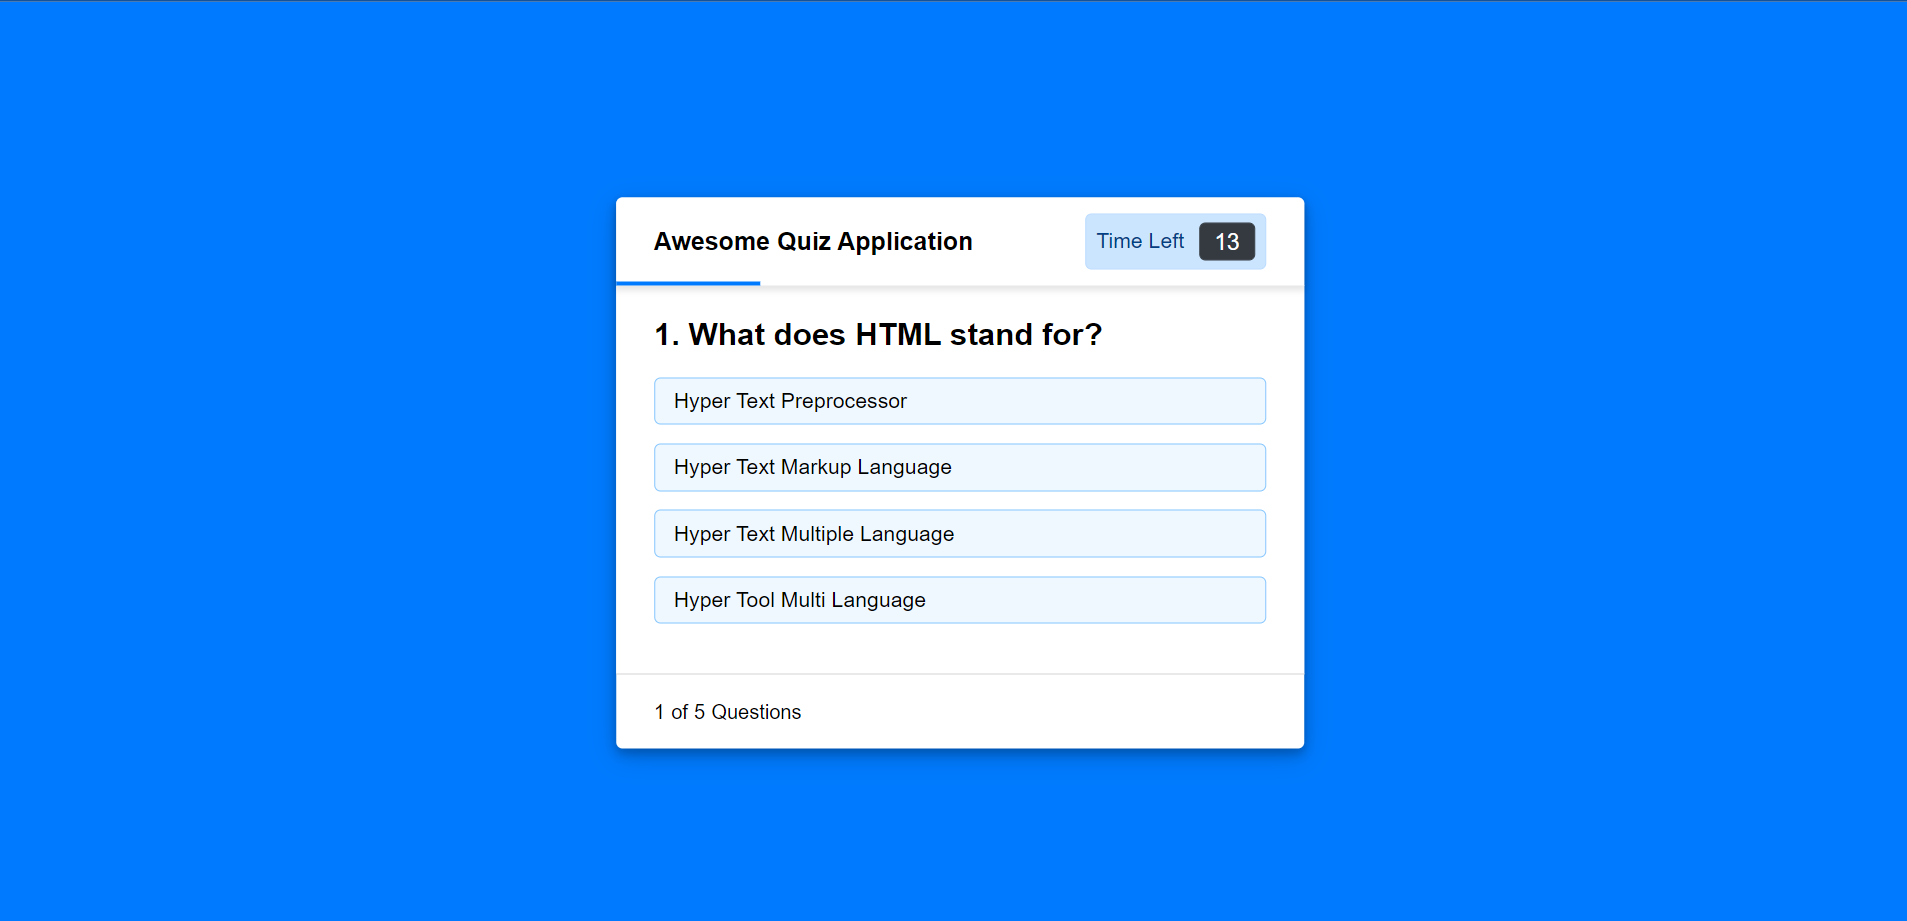 Awesome Quiz Application
Time Left 13
1. What does HTML stand for?
Hyper Text Preprocessor
Hyper Text Markup Language
Hyper Text Multiple Language
Hyper Tool Multi Language
1 of 5 Questions